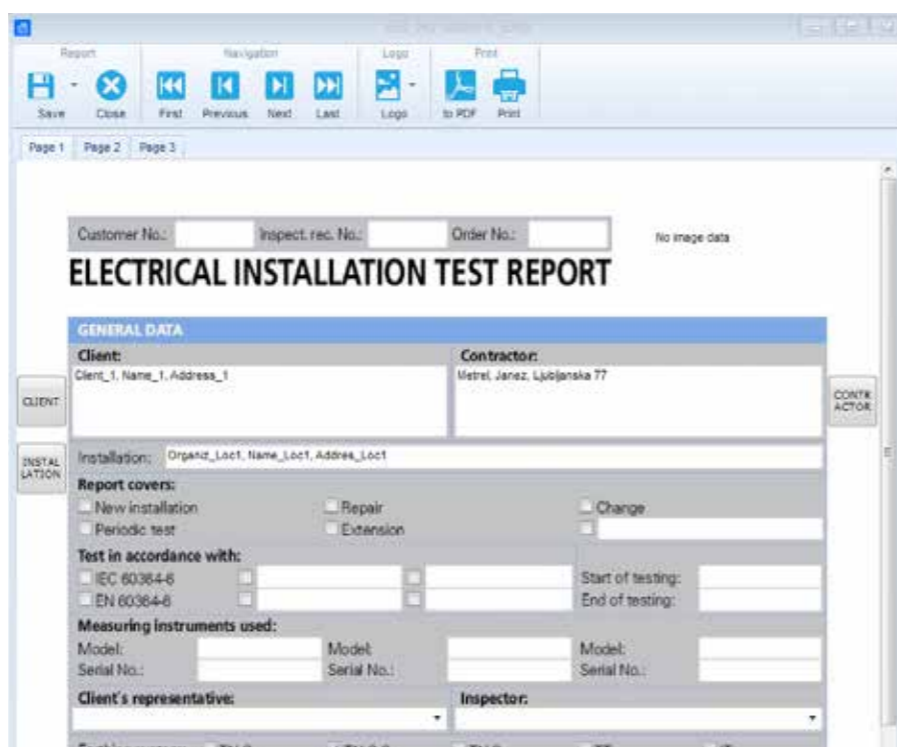 Report Navigation Logo Print
Save Close First Previous Next Last Logo to PDF Print
Page 1 Page 2 Page 3
Customer No.: Inspect. rec. No.: Order No.: No image data
ELECTRICAL INSTALLATION TEST REPORT
GENERAL DATA
Client: Contractor:
Client_1, Name_1, Address_1 Metrel, Janez, Ljubljanska 77
CLIENT
CONTR
ACTOR
INSTAL
LATION
Installation: Organiz_Loc1, Name_Loc1, Addres_Loc1
Report covers:
New installation Repair Change
Periodic test Extension
Test in accordance with:
IEC 60364-6 Start of testing:
EN 60364-6 End of testing:
Measuring instruments used:
Model: Model: Model:
Serial No.: Serial No.: Serial No.:
Client's representative: Inspector: